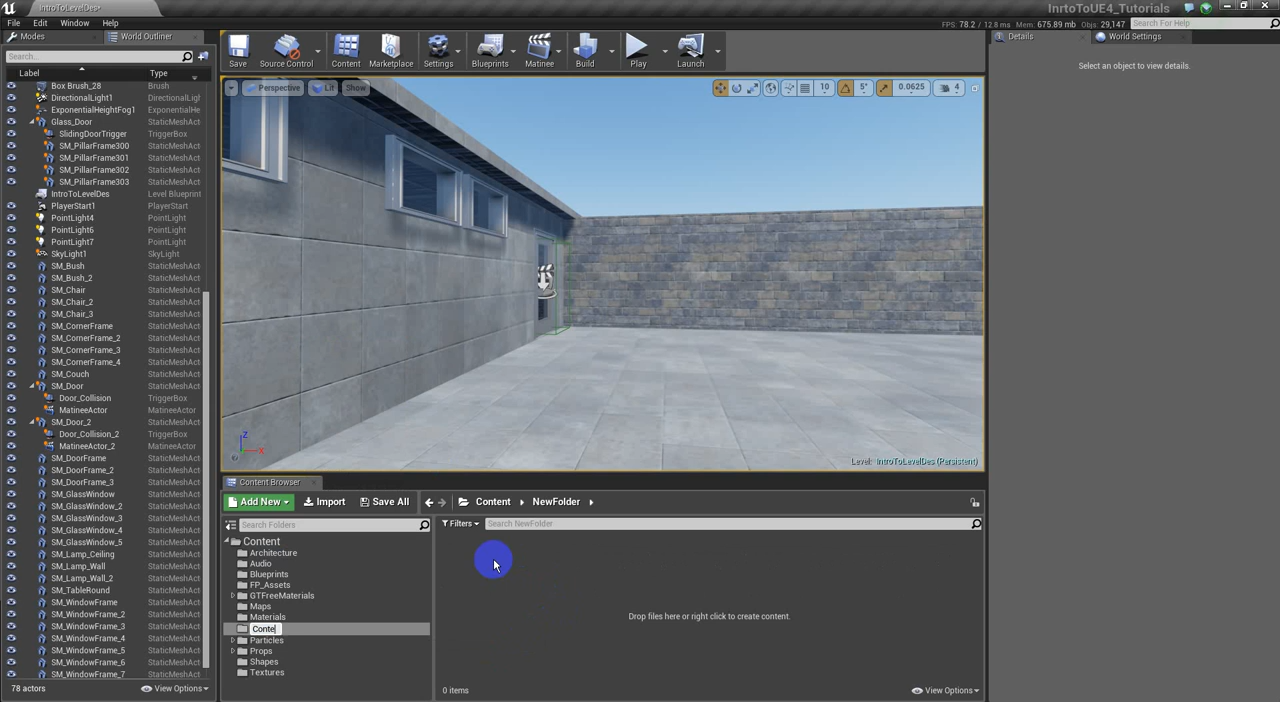 IntroToLevelDes*
InrtoToUE4_Tutorials
File Edit Window Help
FPS: 78.2 / 12.8 ms Mem: 675.89 mb Objs: 29,147
Search For Help
Modes
World Outliner
Search...
Label Type
Box Brush_28 Brush
DirectionalLight1 DirectionalLigh
ExponentialHeightFog1 ExponentialHe
Glass_Door StaticMeshAct
SlidingDoorTrigger TriggerBox
SM_PillarFrame300 StaticMeshAct
SM_PillarFrame301 StaticMeshAct
SM_PillarFrame302 StaticMeshAct
SM_PillarFrame303 StaticMeshAct
IntroToLevelDes Level Blueprint
PlayerStart1 PlayerStart
PointLight4 PointLight
PointLight6 PointLight
PointLight7 PointLight
SkyLight1 SkyLight
SM_Bush StaticMeshAct
SM_Bush_2 StaticMeshAct
SM_Chair StaticMeshAct
SM_Chair_2 StaticMeshAct
SM_Chair_3 StaticMeshAct
SM_CornerFrame StaticMeshAct
SM_CornerFrame_2 StaticMeshAct
SM_CornerFrame_3 StaticMeshAct
SM_CornerFrame_4 StaticMeshAct
SM_Couch StaticMeshAct
SM_Door StaticMeshAct
Door_Collision TriggerBox
MatineeActor MatineeActor
SM_Door_2 StaticMeshAct
Door_Collision_2 TriggerBox
MatineeActor_2 MatineeActor
SM_DoorFrame StaticMeshAct
SM_DoorFrame_2 StaticMeshAct
SM_DoorFrame_3 StaticMeshAct
SM_GlassWindow StaticMeshAct
SM_GlassWindow_2 StaticMeshAct
SM_GlassWindow_3 StaticMeshAct
SM_GlassWindow_4 StaticMeshAct
SM_GlassWindow_5 StaticMeshAct
SM_Lamp_Ceiling StaticMeshAct
SM_Lamp_Wall StaticMeshAct
SM_Lamp_Wall_2 StaticMeshAct
SM_TableRound StaticMeshAct
SM_WindowFrame StaticMeshAct
SM_WindowFrame_2 StaticMeshAct
SM_WindowFrame_3 StaticMeshAct
SM_WindowFrame_4 StaticMeshAct
SM_WindowFrame_5 StaticMeshAct
SM_WindowFrame_6 StaticMeshAct
SM_WindowFrame_7 StaticMeshAct
78 actors
View Options
Save Source Control Content Marketplace Settings Blueprints Matinee Build Play Launch
Perspective Lit Show
10 5° 0.0625 4
Z
X
Level: IntroToLevelDes (Persistent)
Details
World Settings
Select an object to view details.
Content Browser
Add New Import Save All Content NewFolder
Search Folders
Filters Search NewFolder
Content
Architecture
Audio
Blueprints
FP_Assets
GTFreeMaterials
Maps
Materials
Conte
Particles
Props
Shapes
Textures
Drop files here or right click to create content.
0 items
View Options